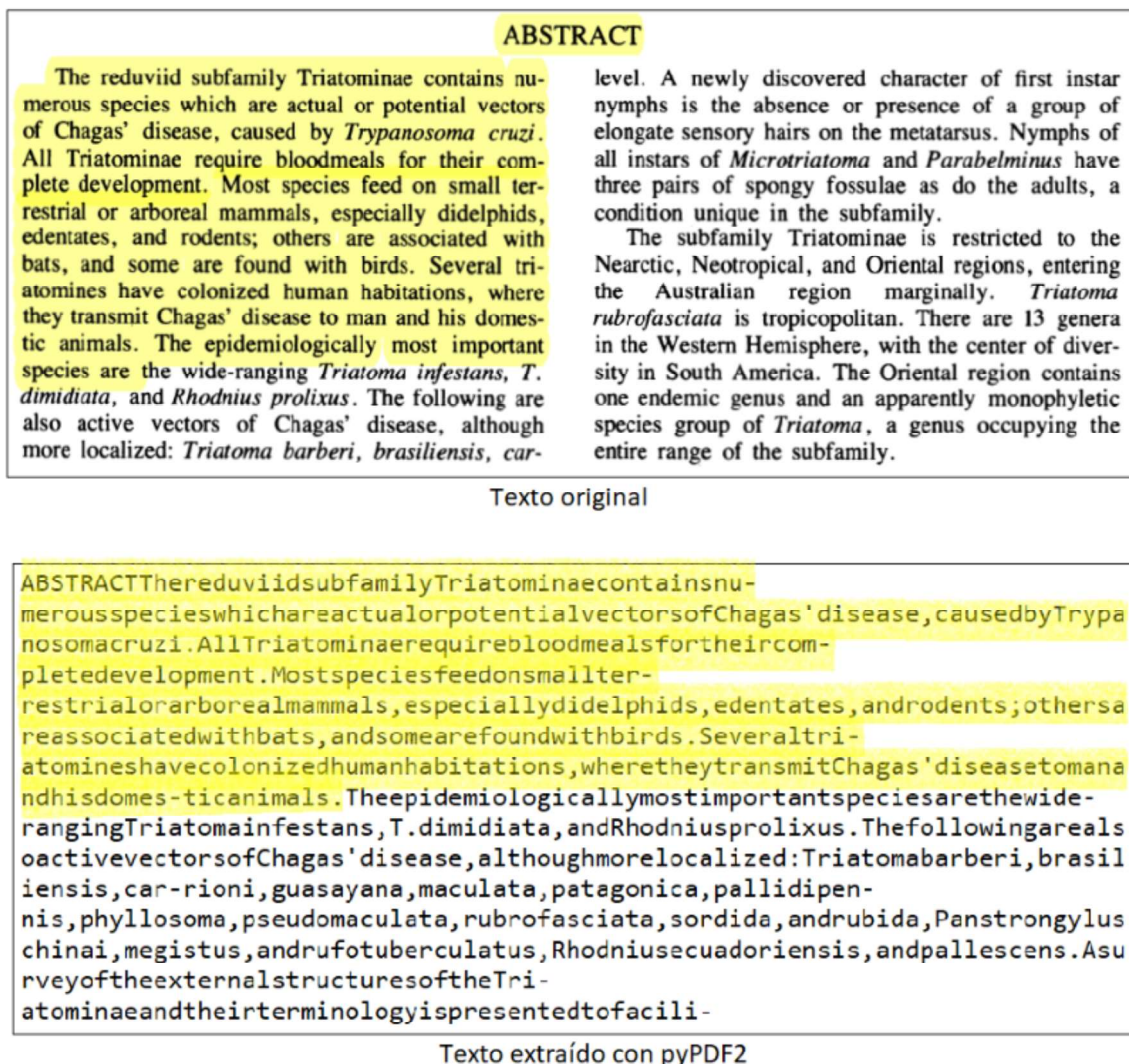 ABSTRACT
The reduviid subfamily Triatominae contains nu-
merous species which are actual or potential vectors
of Chagas' disease, caused by Trypanosoma cruzi.
All Triatominae require bloodmeals for their com-
plete development. Most species feed on small ter-
restrial or arboreal mammals, especially didelphids,
edentates, and rodents; others are associated with
bats, and some are found with birds. Several tri-
atomines have colonized human habitations, where
they transmit Chagas' disease to man and his domes-
tic animals. The epidemiologically most important
species are the wide-ranging Triatoma infestans, T.
dimidiata, and Rhodnius prolixus. The following are
also active vectors of Chagas' disease, although
more localized: Triatoma barberi, brasiliensis, car-
level. A newly discovered character of first instar
nymphs is the absence or presence of a group of
elongate sensory hairs on the metatarsus. Nymphs of
all instars of Microtriatoma and Parabelminus have
three pairs of spongy fossulae as do the adults, a
condition unique in the subfamily.
The subfamily Triatominae is restricted to the
Nearctic, Neotropical, and Oriental regions, entering
the Australian region marginally. Triatoma
rubrofasciata is tropicopolitan. There are 13 genera
in the Western Hemisphere, with the center of diver-
sity in South America. The Oriental region contains
one endemic genus and an apparently monophyletic
species group of Triatoma, a genus occupying the
entire range of the subfamily.
Texto original
ABSTRACTThereduviidsubfamilyTriatominaecontainsnu-
merousspecieswhichareactualorpotentialvectorsofChagas'disease,causedbyTrypa
nosomacruzi.AllTriatominaerequirebloodmealsfortheircom-
pletedevelopment.Mostspeciesfeedonsmallter-
restrialorarborealmammals,especiallydidelphids,edentates,androdents;othersa
reassociatedwithbats,andsomearefoundwithbirds.Severaltri-
atomineshavecolonizedhumanhabitations,wheretheytransmitChagas'diseasetomana
ndhisdomes-ticanimals.Theepidemiologicallymostimportantspeciesarethewide-
rangingTriatomainfestans,T.dimidiata,andRhodniusprolixus.Thefollowingareals
oactivevectorsofChagas'disease,althoughmorelocalized:Triatomabarberi,brasil
iensis,car-rioni,guasayana,maculata,patagonica,pallidipen-
nis,phyllosoma,pseudomaculata,rubrofasciata,sordida,andrubida,Panstrongylus
chinai,megistus,andrufotuberculatus,Rhodniusecuadoriensis,andpallescens.Asu
rveyoftheexternalstructuresoftheTri-
atominaeandtheirterminologyispresentedtofacili-
Texto extraído con pyPDF2